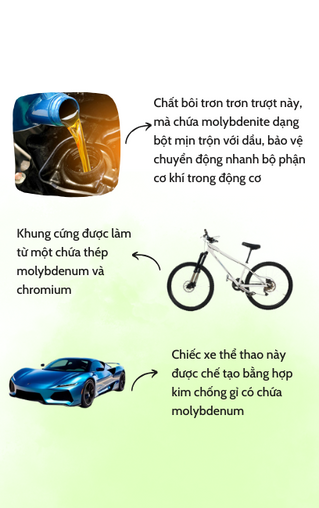 Chất bôi trơn trơn trượt này,
mà chứa molybdenite dạng
bột mịn trộn với dầu, bảo vệ
chuyển động nhanh bộ phận
cơ khí trong động cơ
Khung cứng được làm
từ một chứa thép
molybdenum và
chromium
Chiếc xe thể thao này
được chế tạo bằng hợp
kim chống gỉ có chứa
molybdenum